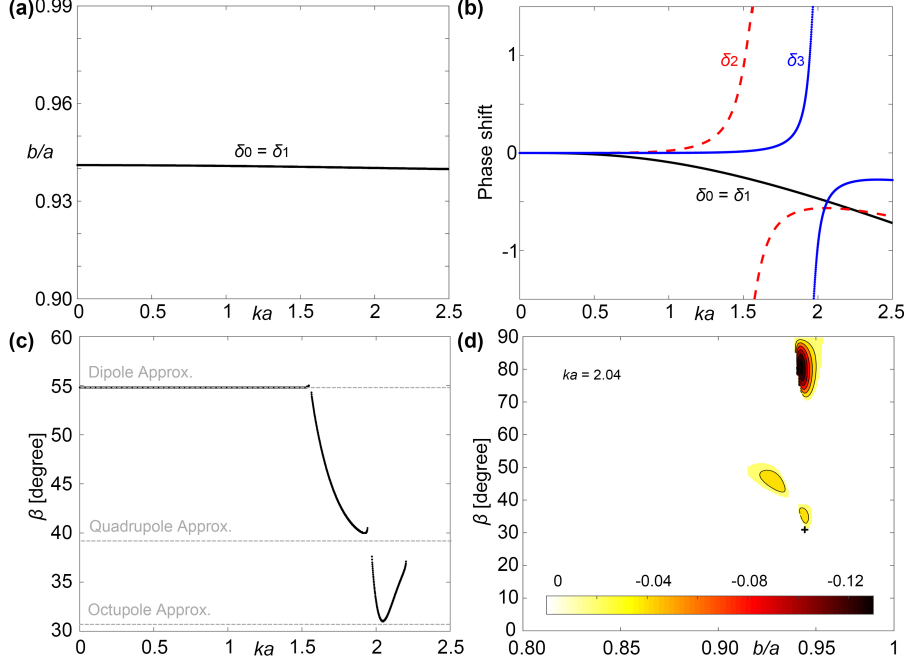 (a)
0.99
0.96
b/a
0.93
0.90
δ0 = δ1
0 0.5 1 1.5 2 2.5
ka
(b)
1
0
-1
Phase shift
δ2
δ3
δ0 = δ1
0 0.5 1 1.5 2 2.5
ka
(c)
60
55
50
45
40
35
30
β [degree]
Dipole Approx.
Quadrupole Approx.
Octupole Approx.
0 0.5 1 1.5 2 2.5
ka
(d)
90
80
70
60
50
40
30
20
10
0
β [degree]
ka = 2.04
0 -0.04 -0.08 -0.12
0.80 0.85 0.90 0.95 1
b/a